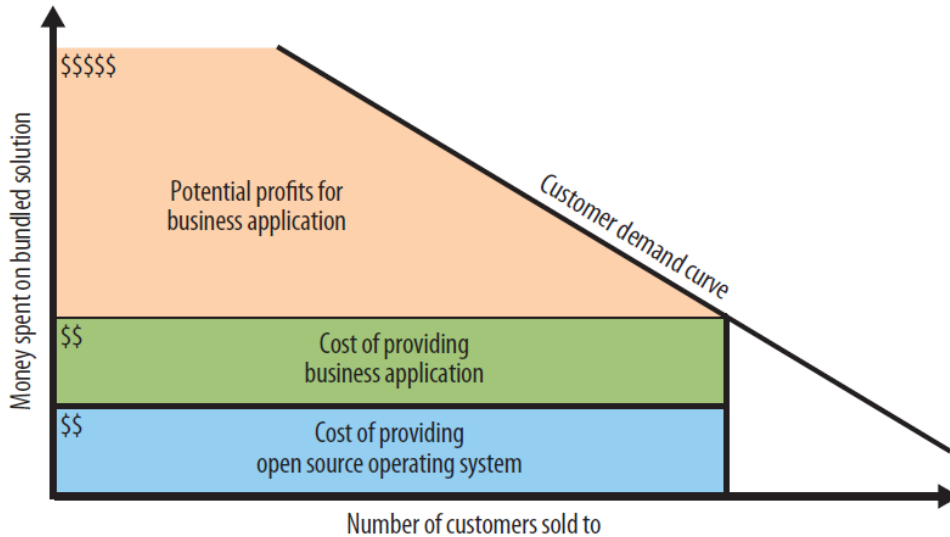 Money spent on bundled solution
$$$$$
Potential profits for
business application
Customer demand curve
$$
Cost of providing
business application
$$
Cost of providing
open source operating system
Number of customers sold to